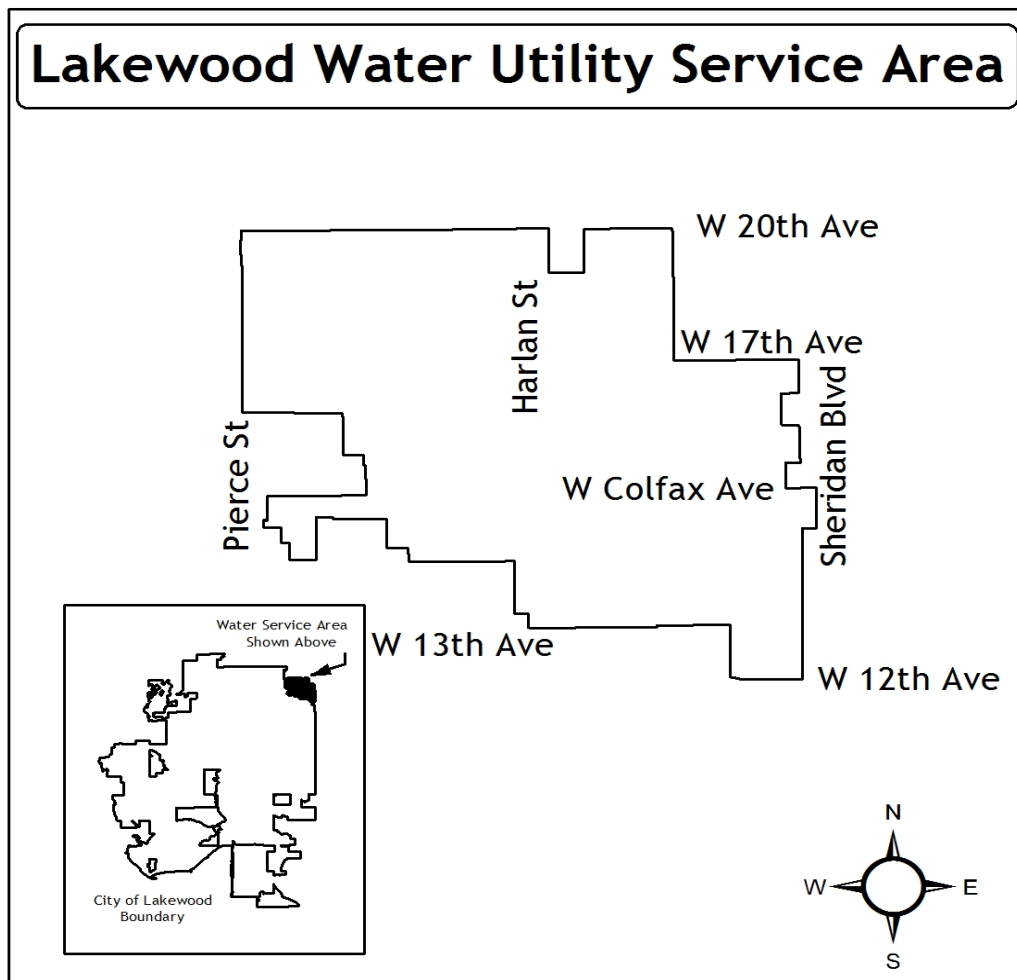 Lakewood Water Utility Service Area
W 20th Ave
Harlan St
W 17th Ave
Sheridan Blvd
Pierce St
W Colfax Ave
Water Service Area
Shown Above
W 13th Ave
W 12th Ave
City of Lakewood
Boundary
N
W
E
S